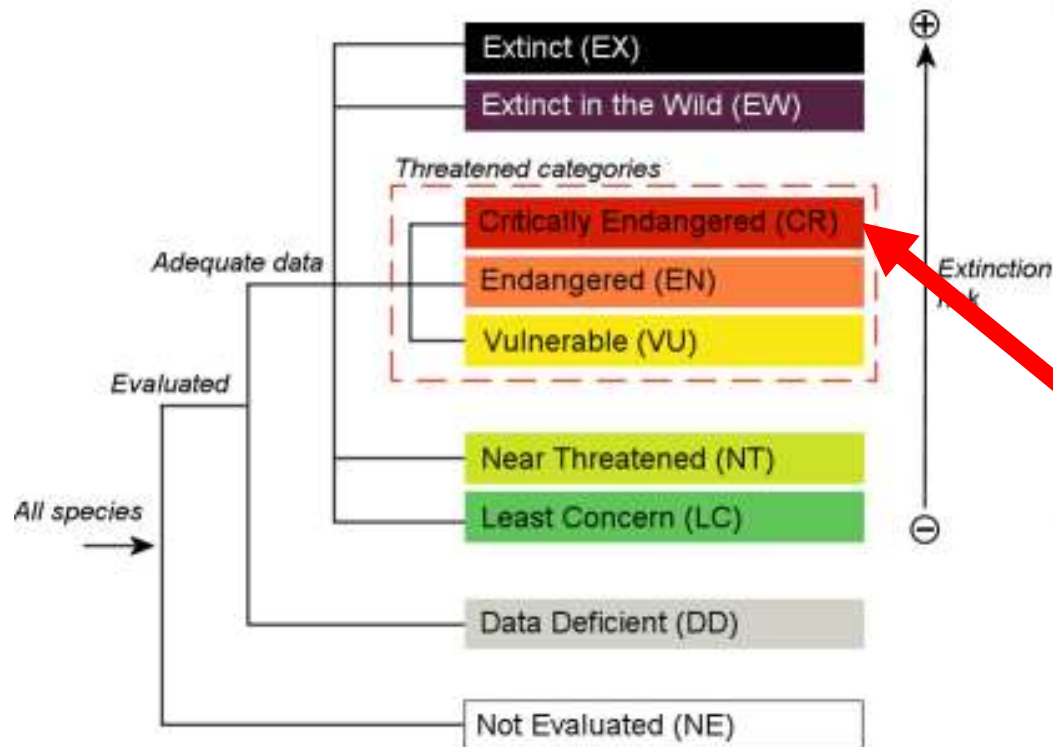 Extinct (EX)
Extinct in the Wild (EW)
Threatened categories
Critically Endangered (CR)
Adequate data
Endangered (EN)
Extinction
Vulnerable (VU)
Evaluated
Near Threatened (NT)
All species
Least Concern (LC)
Data Deficient (DD)
Not Evaluated (NE)